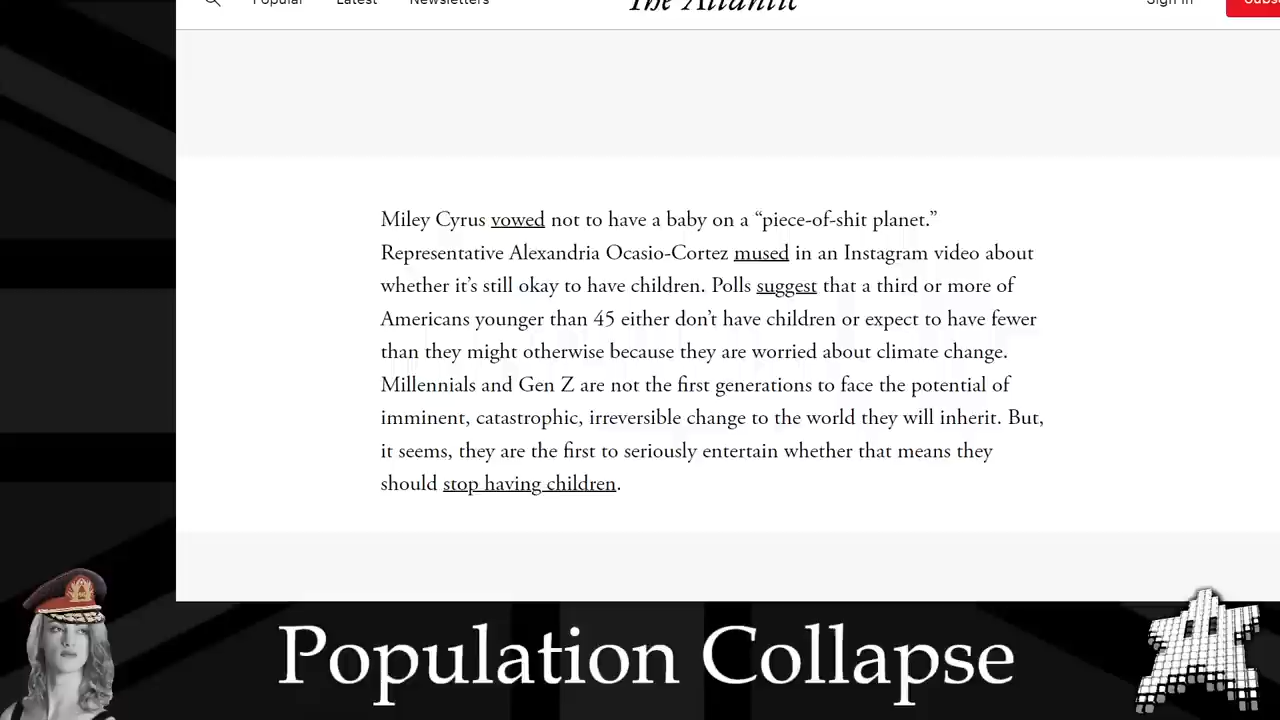 Popular Latest Newsletters The Atlantic Sign In Subs
Miley Cyrus vowed not to have a baby on a “piece-of-shit planet.”
Representative Alexandria Ocasio-Cortez mused in an Instagram video about
whether it’s still okay to have children. Polls suggest that a third or more of
Americans younger than 45 either don’t have children or expect to have fewer
than they might otherwise because they are worried about climate change.
Millennials and Gen Z are not the first generations to face the potential of
imminent, catastrophic, irreversible change to the world they will inherit. But,
it seems, they are the first to seriously entertain whether that means they
should stop having children.
Population Collapse